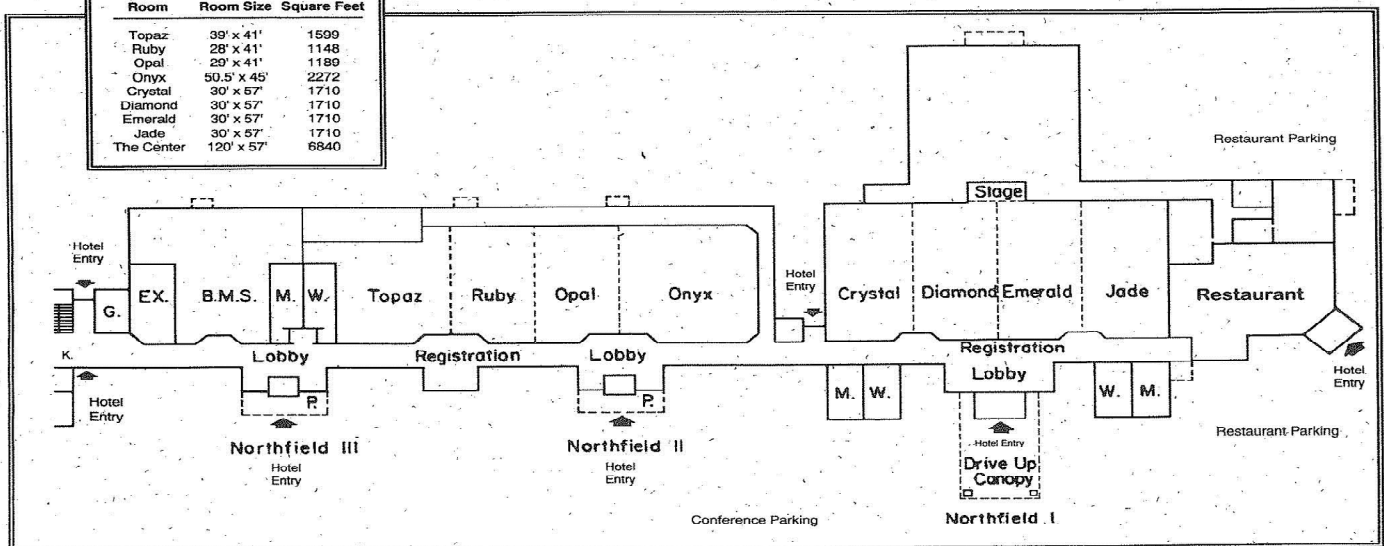 Room Room Size Square Feet
Topaz 39' x 41' 1599
Ruby 28' x 41' 1148
Opal 29' x 41' 1189
Onyx 50.5' x 45' 2272
Crystal 30' x 57' 1710
Diamond 30' x 57' 1710
Emerald 30' x 57' 1710
Jade 30' x 57' 1710
The Center 120' x 57' 6840
Restaurant Parking
Stage
Hotel
Entry
Hotel
Entry
G. EX. B.M.S. M. W. Topaz Ruby Opal Onyx
Crystal Diamond Emerald Jade Restaurant
K. Lobby Registration Lobby
Registration
Lobby
Hotel
Entry
Hotel
Entry
P. P.
M. W. W. M.
Northfield III
Hotel
Entry
Northfield II
Hotel
Entry
Hotel Entry
Drive Up
Canopy
Northfield I
Restaurant Parking
Conference Parking